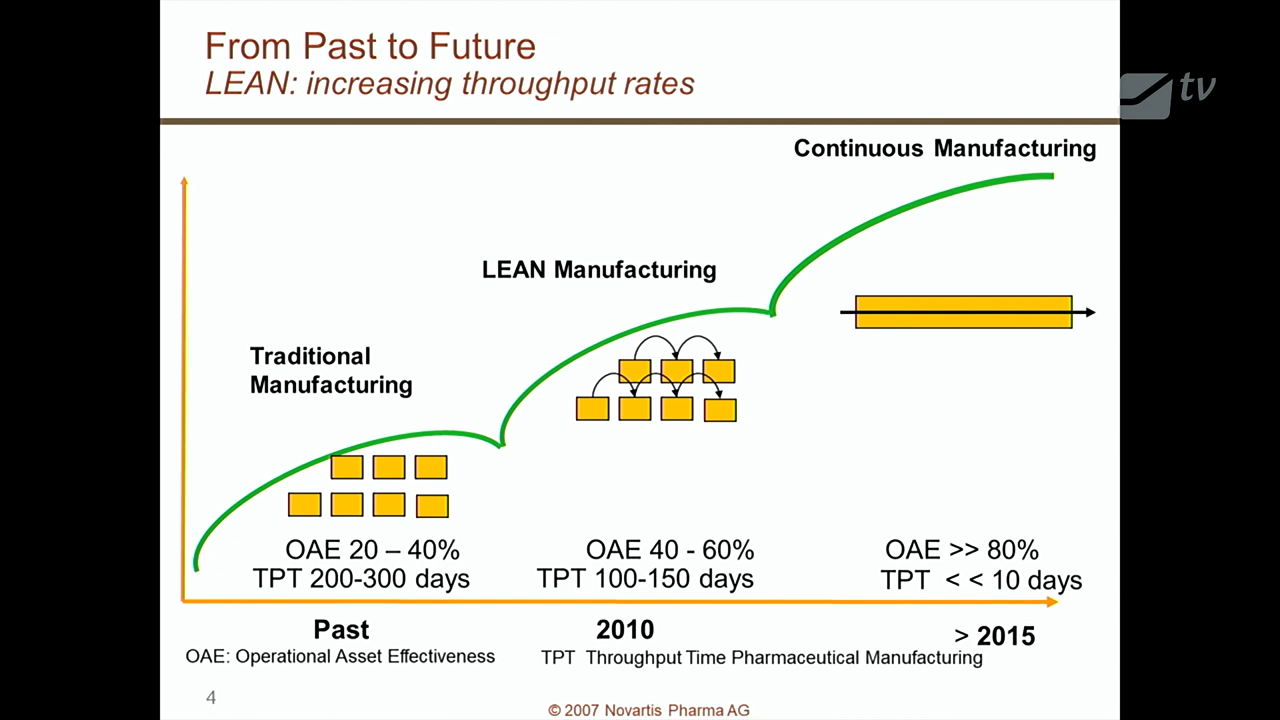 From Past to Future
LEAN: increasing throughput rates
tv
Continuous Manufacturing
LEAN Manufacturing
Traditional
Manufacturing
OAE 20 – 40%
TPT 200-300 days
OAE 40 - 60%
TPT 100-150 days
OAE >> 80%
TPT < < 10 days
Past
2010
> 2015
OAE: Operational Asset Effectiveness
TPT Throughput Time Pharmaceutical Manufacturing
4
© 2007 Novartis Pharma AG